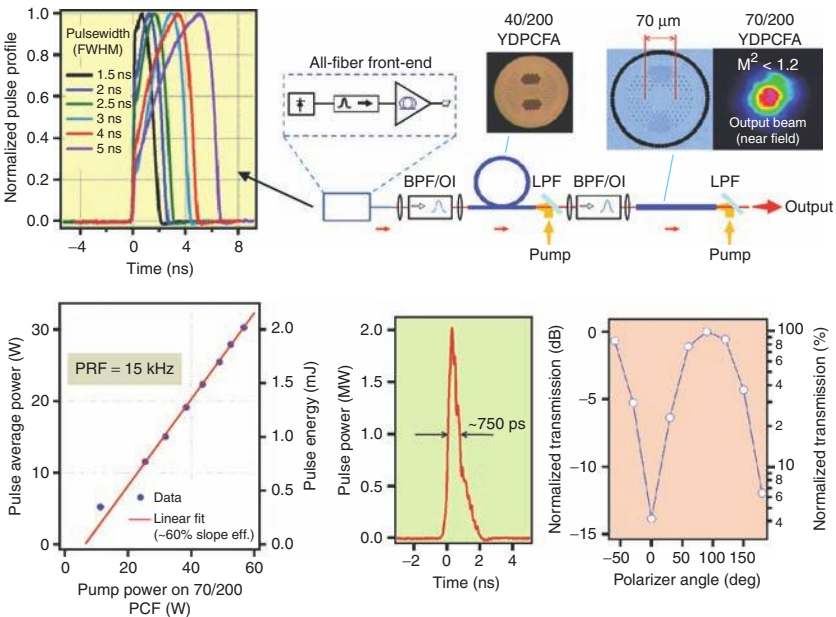 Normalized pulse profile
1.0
0.8
0.6
0.4
0.2
0.0
Pulsewidth
(FWHM)
1.5 ns
2 ns
2.5 ns
3 ns
4 ns
5 ns
−4
0
4
8
Time (ns)
All-fiber front-end
40/200
YDPCFA
70 μm
70/200
YDPCFA
M² < 1.2
Output beam
(near field)
BPF/OI
LPF
BPF/OI
LPF
Output
Pump
Pump
Pulse average power (W)
30
20
10
0
PRF = 15 kHz
Data
Linear fit
(~60% slope eff.)
2.0
1.5
1.0
0.5
0.0
Pulse energy (mJ)
0
20
40
60
Pump power on 70/200
PCF (W)
Pulse power (MW)
2.0
1.5
1.0
0.5
0.0
~750 ps
−2
0
2
4
Time (ns)
Normalized transmission (dB)
0
−5
−10
−15
100
8
6
4
2
10
8
6
4
Normalized transmission (%)
−50
0
50
100
150
Polarizer angle (deg)